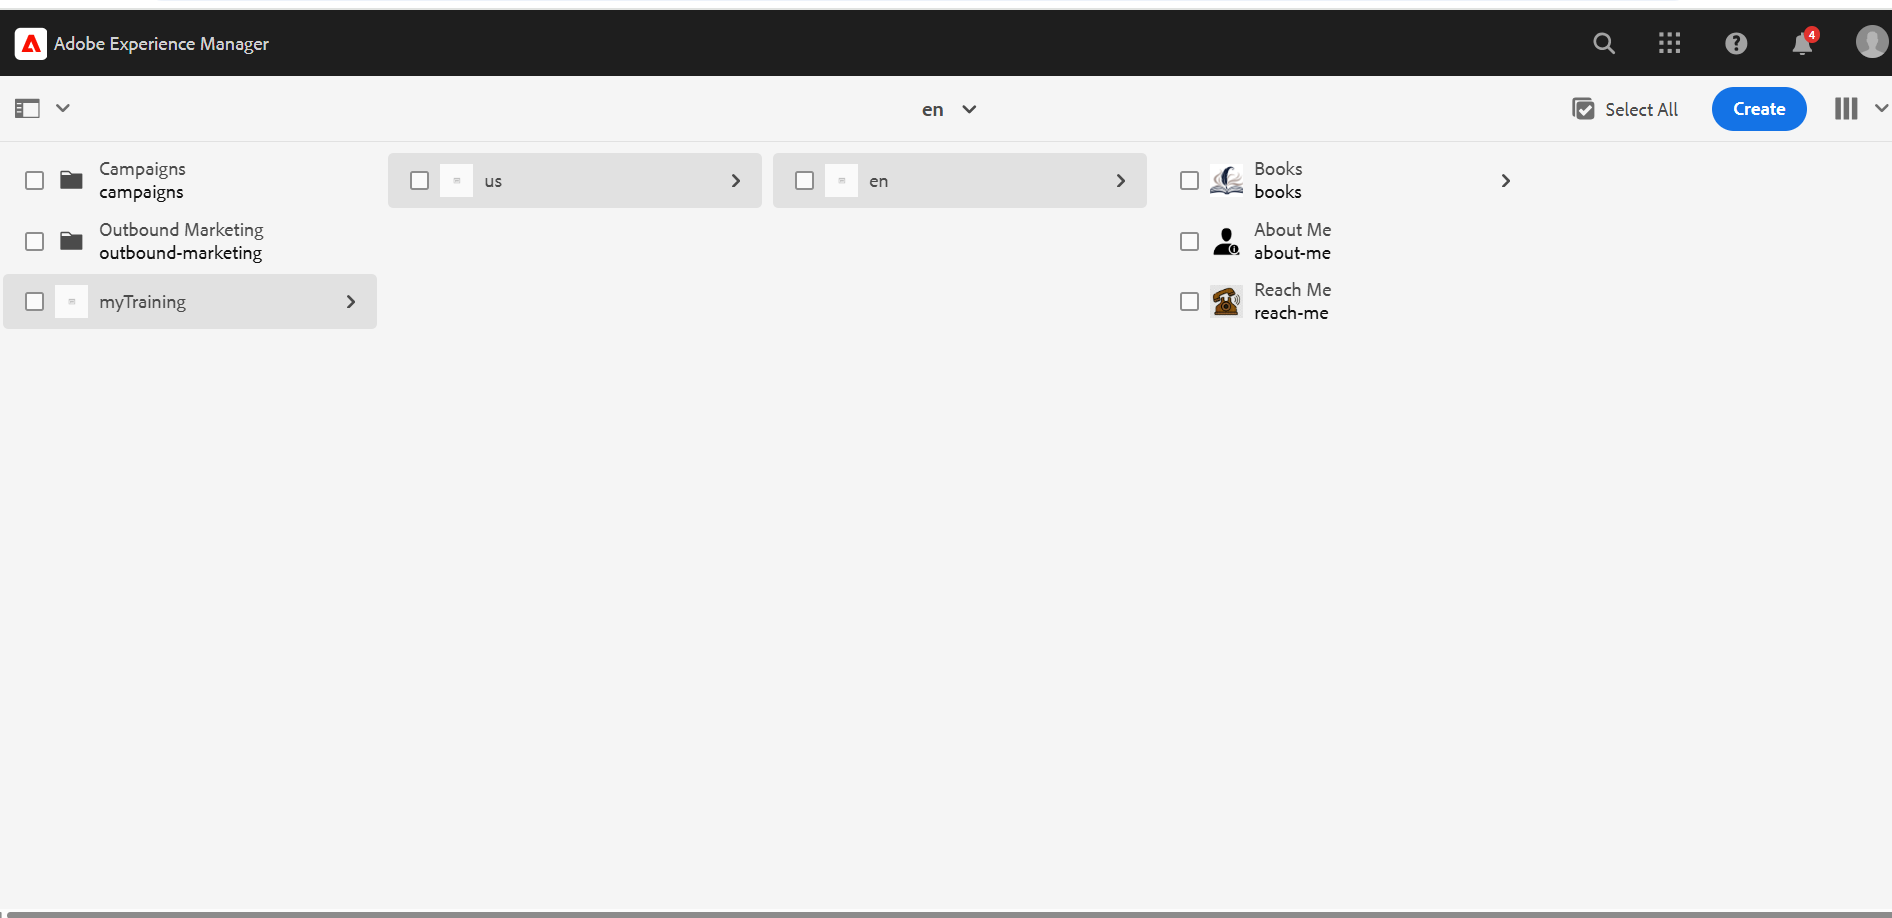 Adobe Experience Manager
4
en
Select All
Create
Campaigns
campaigns
Outbound Marketing
outbound-marketing
myTraining
us
en
Books
books
About Me
about-me
Reach Me
reach-me